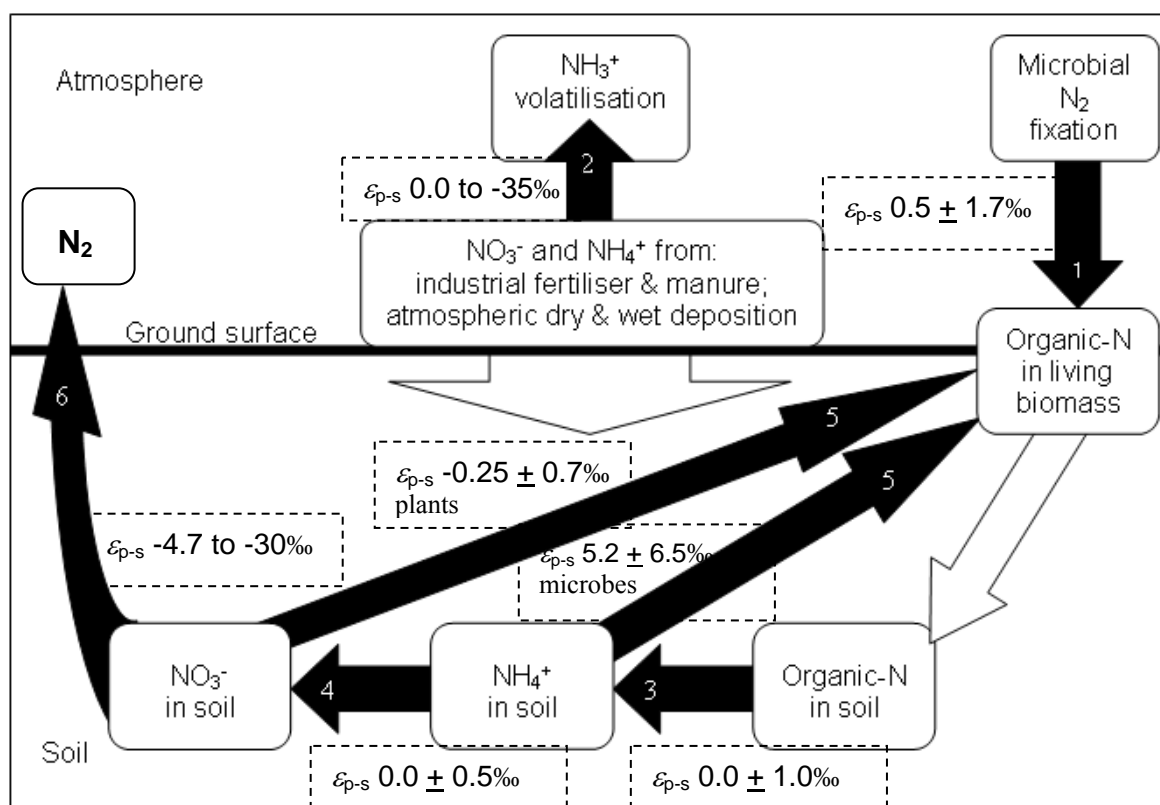 Atmosphere
NH₃⁺
volatilisation
Microbial
N₂
fixation
2
εp-s 0.0 to -35‰
εp-s 0.5 ± 1.7‰
1
N₂
NO₃⁻ and NH₄⁺ from:
industrial fertiliser & manure;
atmospheric dry & wet deposition
Ground surface
Organic-N
in living
biomass
6
5
5
εp-s -0.25 ± 0.7‰
plants
εp-s -4.7 to -30‰
εp-s 5.2 ± 6.5‰
microbes
NO₃⁻
in soil
4
NH₄⁺
in soil
3
Organic-N
in soil
Soil
εp-s 0.0 ± 0.5‰
εp-s 0.0 ± 1.0‰